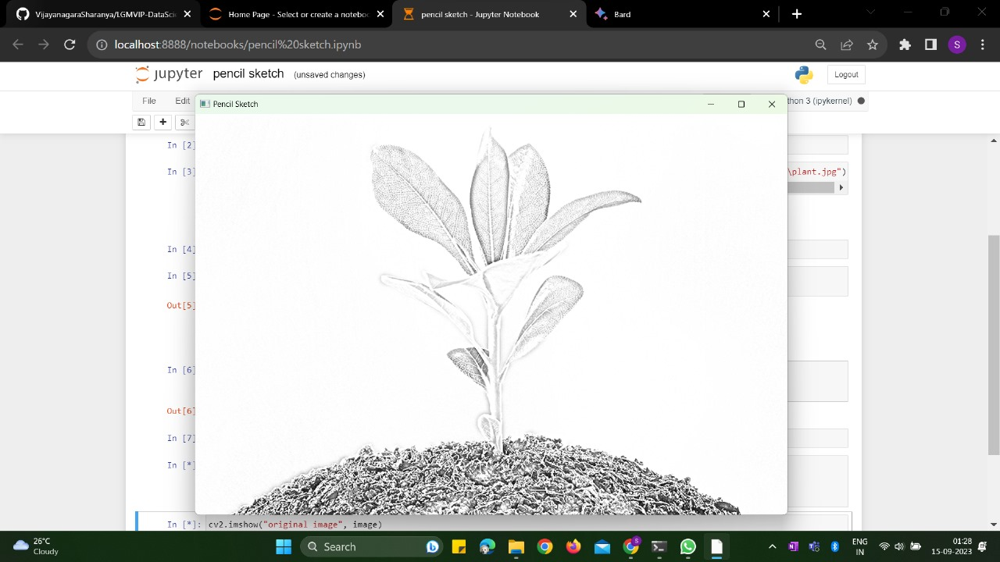 VijayanagaraSharanya/LGMVIP-DataSci
Home Page - Select or create a noteboo
pencil sketch - Jupyter Notebook
Bard
localhost:8888/notebooks/pencil%20sketch.ipynb
S
jupyter pencil sketch (unsaved changes)
Logout
File Edit
Pencil Sketch
thon 3 (ipykernel)
In [2]
In [3]
\plant.jpg")
In [4]
In [5]
Out[5]
In [6]
Out[6]
In [7]
In [*]
In [*]: cv2.imshow("original image", image)
26°C
Cloudy
Search
S
ENG
IN
01:28
15-09-2023